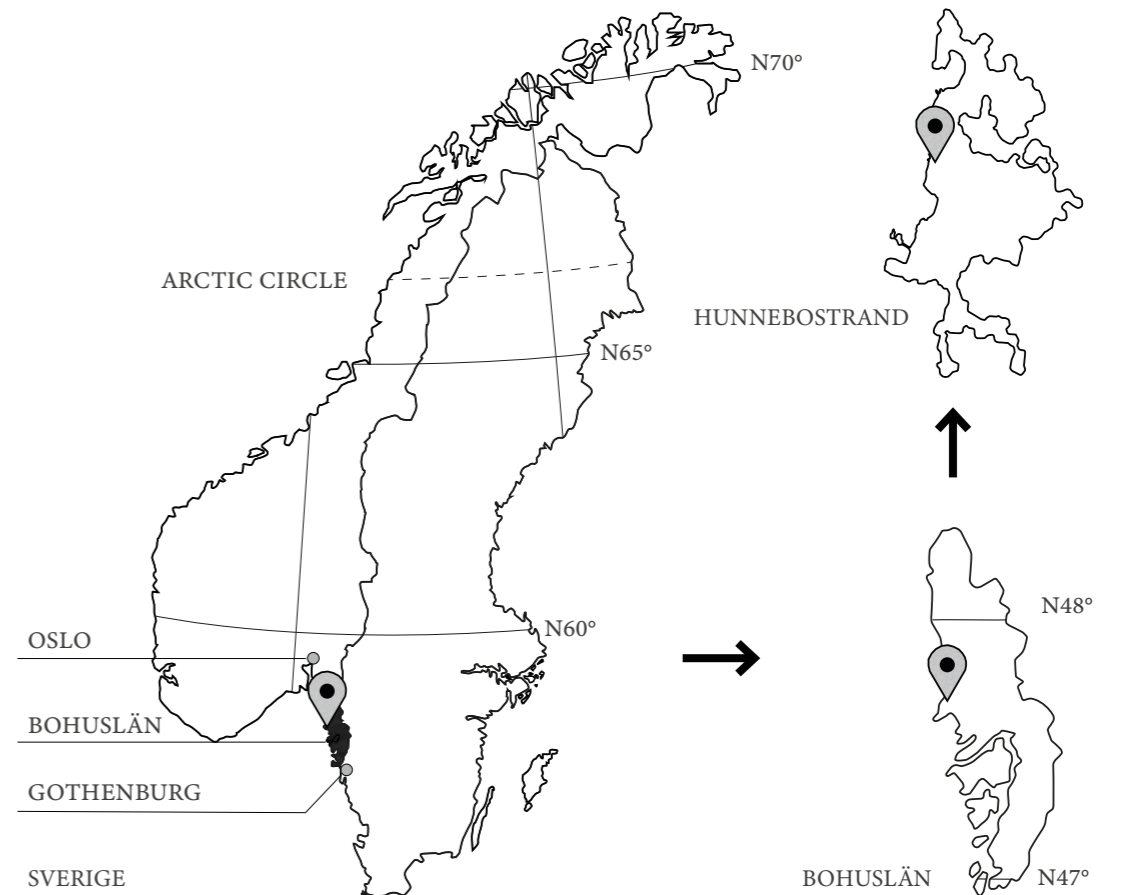 N70°
ARCTIC CIRCLE
HUNNEBOSTRAND
N65°
N48°
N60°
OSLO
BOHUSLÄN
GOTHENBURG
SVERIGE
BOHUSLÄN
N47°